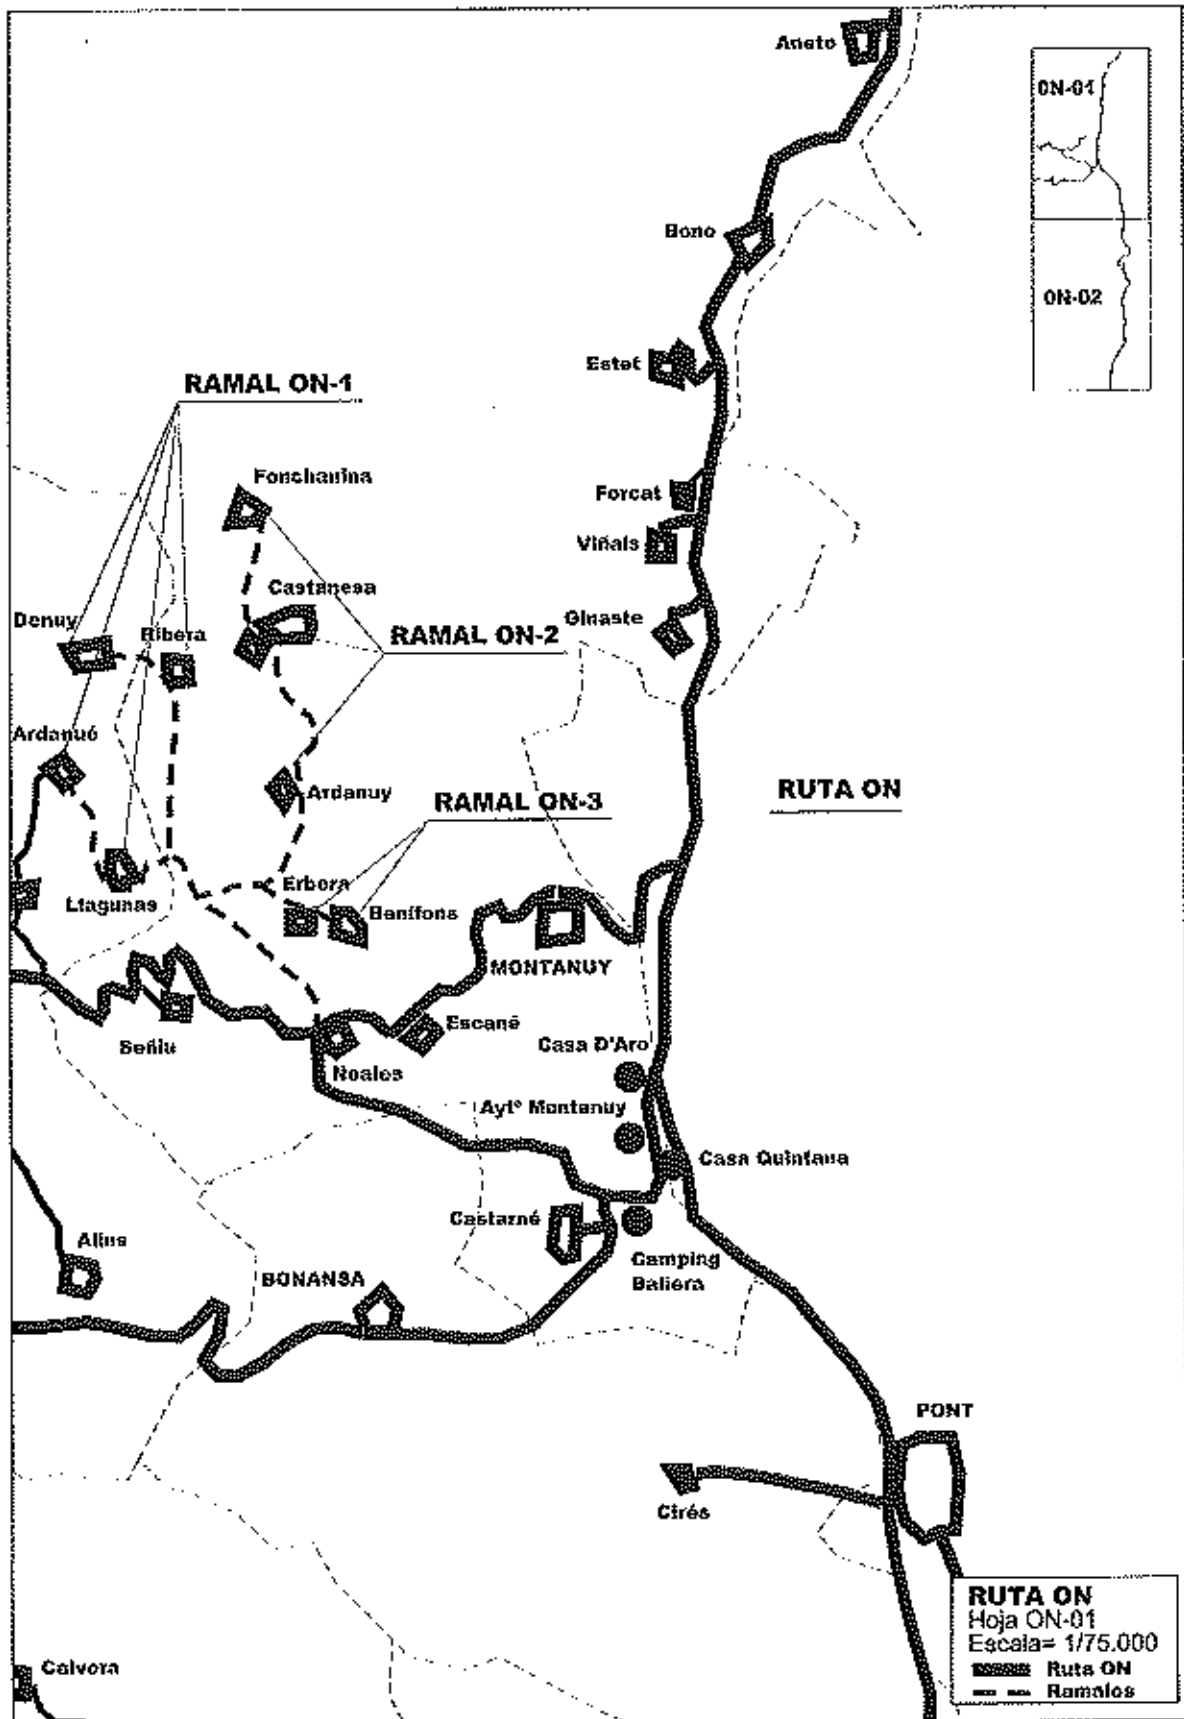 Aneto
ON-01
Bono
ON-02
Estet
RAMAL ON-1
Fonchanina
Forcat
Viñals
Castanesa
Ginaste
Denuy
Ribera
RAMAL ON-2
Ardanué
Ardanuy
RAMAL ON-3
RUTA ON
Llagunas
Erbera
Benifons
MONTANUY
Señiu
Escané
Noales
Casa D'Aro
Aytº Montanuy
Casa Quintana
Castarné
Alins
BONANSA
Camping
Baliera
PONT
Cirés
Calvera
RUTA ON
Hoja ON-01
Escala= 1/75.000
Ruta ON
Ramales